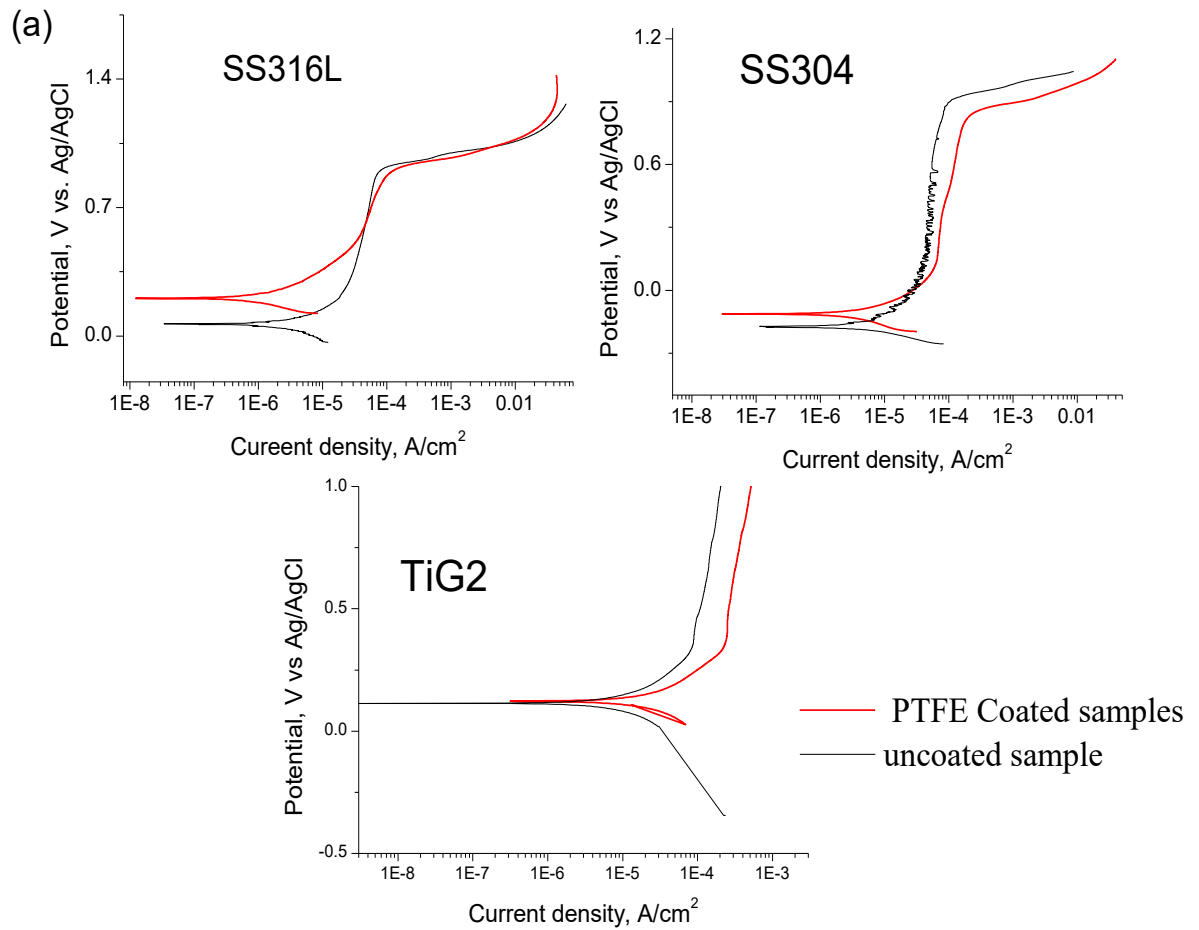 (a)
SS316L
1.4
0.7
0.0
Potential, V vs. Ag/AgCl
1E-8 1E-7 1E-6 1E-5 1E-4 1E-3 0.01
Cureent density, A/cm²
SS304
1.2
0.6
0.0
Potential, V vs Ag/AgCl
1E-8 1E-7 1E-6 1E-5 1E-4 1E-3 0.01
Current density, A/cm²
TiG2
1.0
0.5
0.0
-0.5
Potential, V vs Ag/AgCl
1E-8 1E-7 1E-6 1E-5 1E-4 1E-3
Current density, A/cm²
PTFE Coated samples
uncoated sample